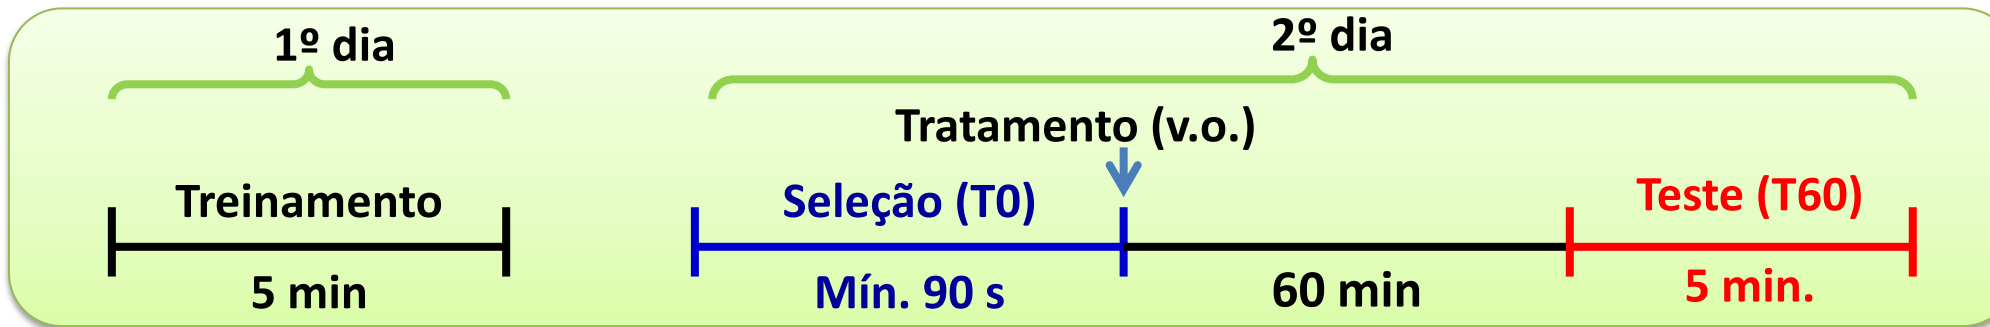 1º dia
2º dia
Tratamento (v.o.)
Treinamento
Seleção (T0)
Teste (T60)
5 min
Mín. 90 s
60 min
5 min.